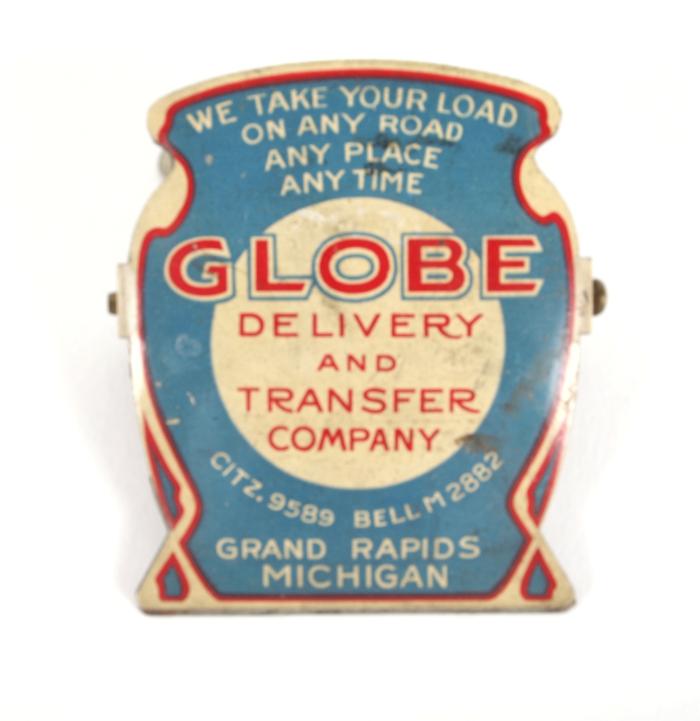 WE TAKE YOUR LOAD
ON ANY ROAD
ANY PLACE
ANY TIME
GLOBE
DELIVERY
AND
TRANSFER
COMPANY
CITZ. 9589 BELL M 2882
GRAND RAPIDS
MICHIGAN